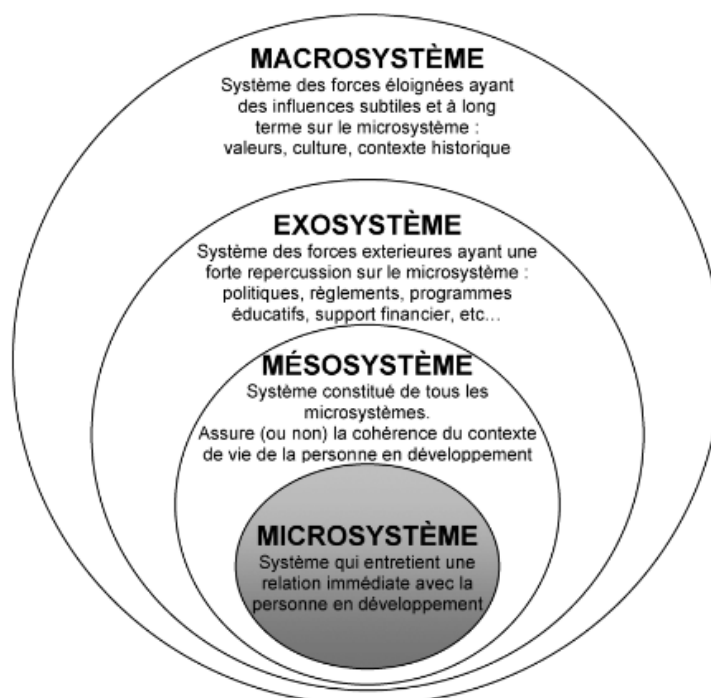 MACROSYSTÈME
Système des forces éloignées ayant
des influences subtiles et à long
terme sur le microsystème :
valeurs, culture, contexte historique
EXOSYSTÈME
Système des forces exterieures ayant une
forte repercussion sur le microsystème :
politiques, règlements, programmes
éducatifs, support financier, etc...
MÉSOSYSTÈME
Système constitué de tous les
microsystèmes.
Assure (ou non) la cohérence du contexte
de vie de la personne en développement
MICROSYSTÈME
Système qui entretient une
relation immédiate avec la
personne en développement